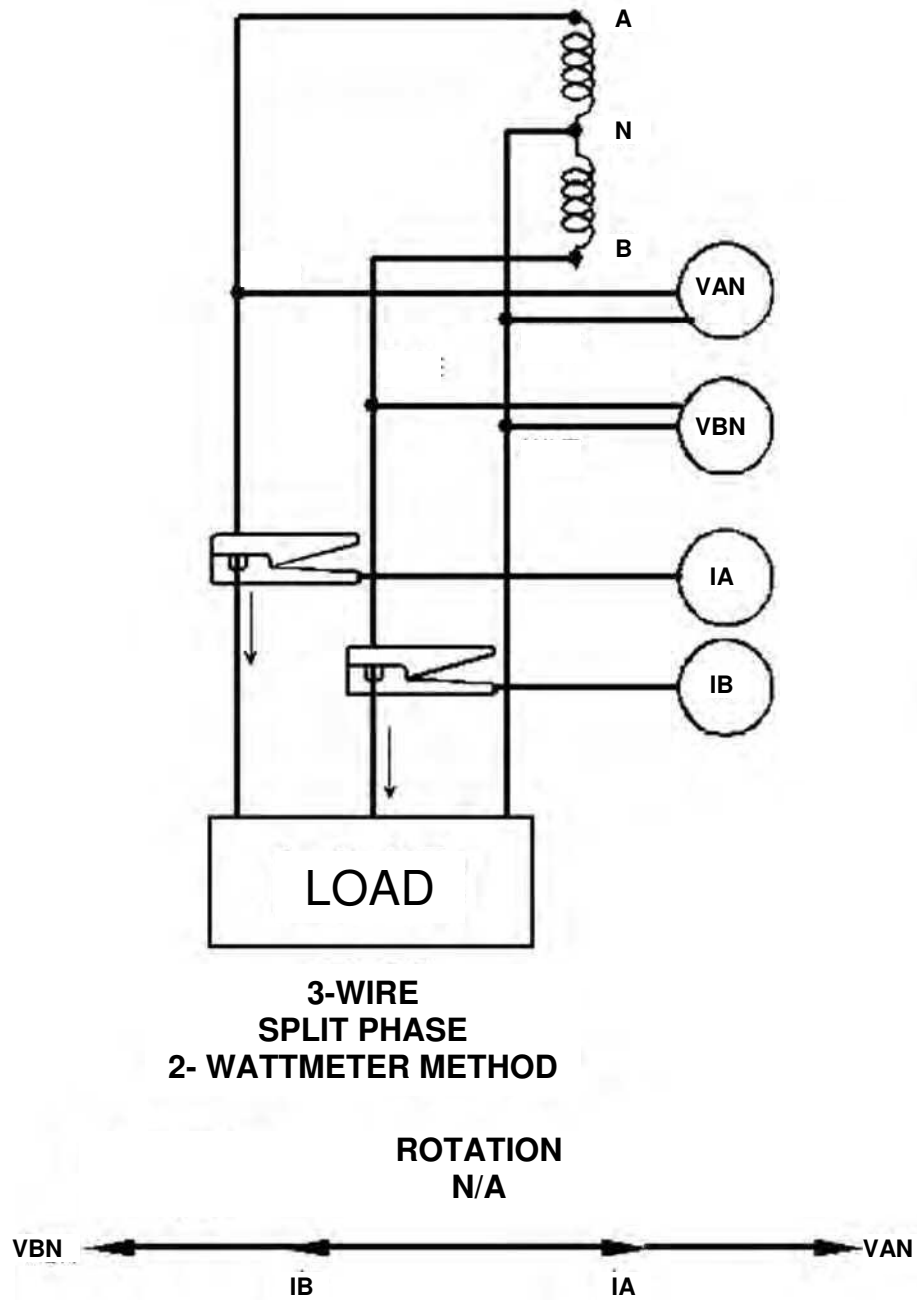 A
N
B
VAN
VBN
IA
IB
LOAD
3-WIRE
SPLIT PHASE
2- WATTMETER METHOD
ROTATION
N/A
VBN
VAN
IB
IA